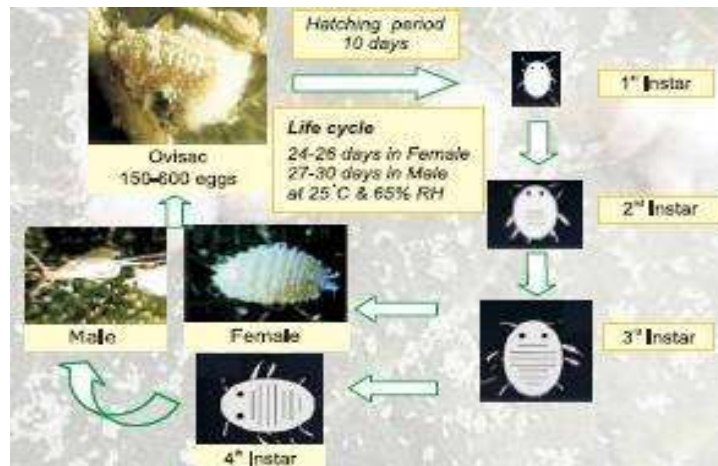 Hatching period
10 days
1st Instar
Life cycle
24-26 days in Female
27-30 days in Male
at 25°C & 65% RH
Ovisac
150-600 eggs
2nd Instar
Male
Female
3rd Instar
4th Instar